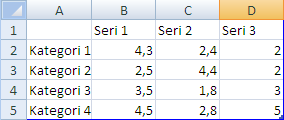 A B C D
1 Seri 1 Seri 2 Seri 3
2 Kategori 1 4,3 2,4 2
3 Kategori 2 2,5 4,4 2
4 Kategori 3 3,5 1,8 3
5 Kategori 4 4,5 2,8 5